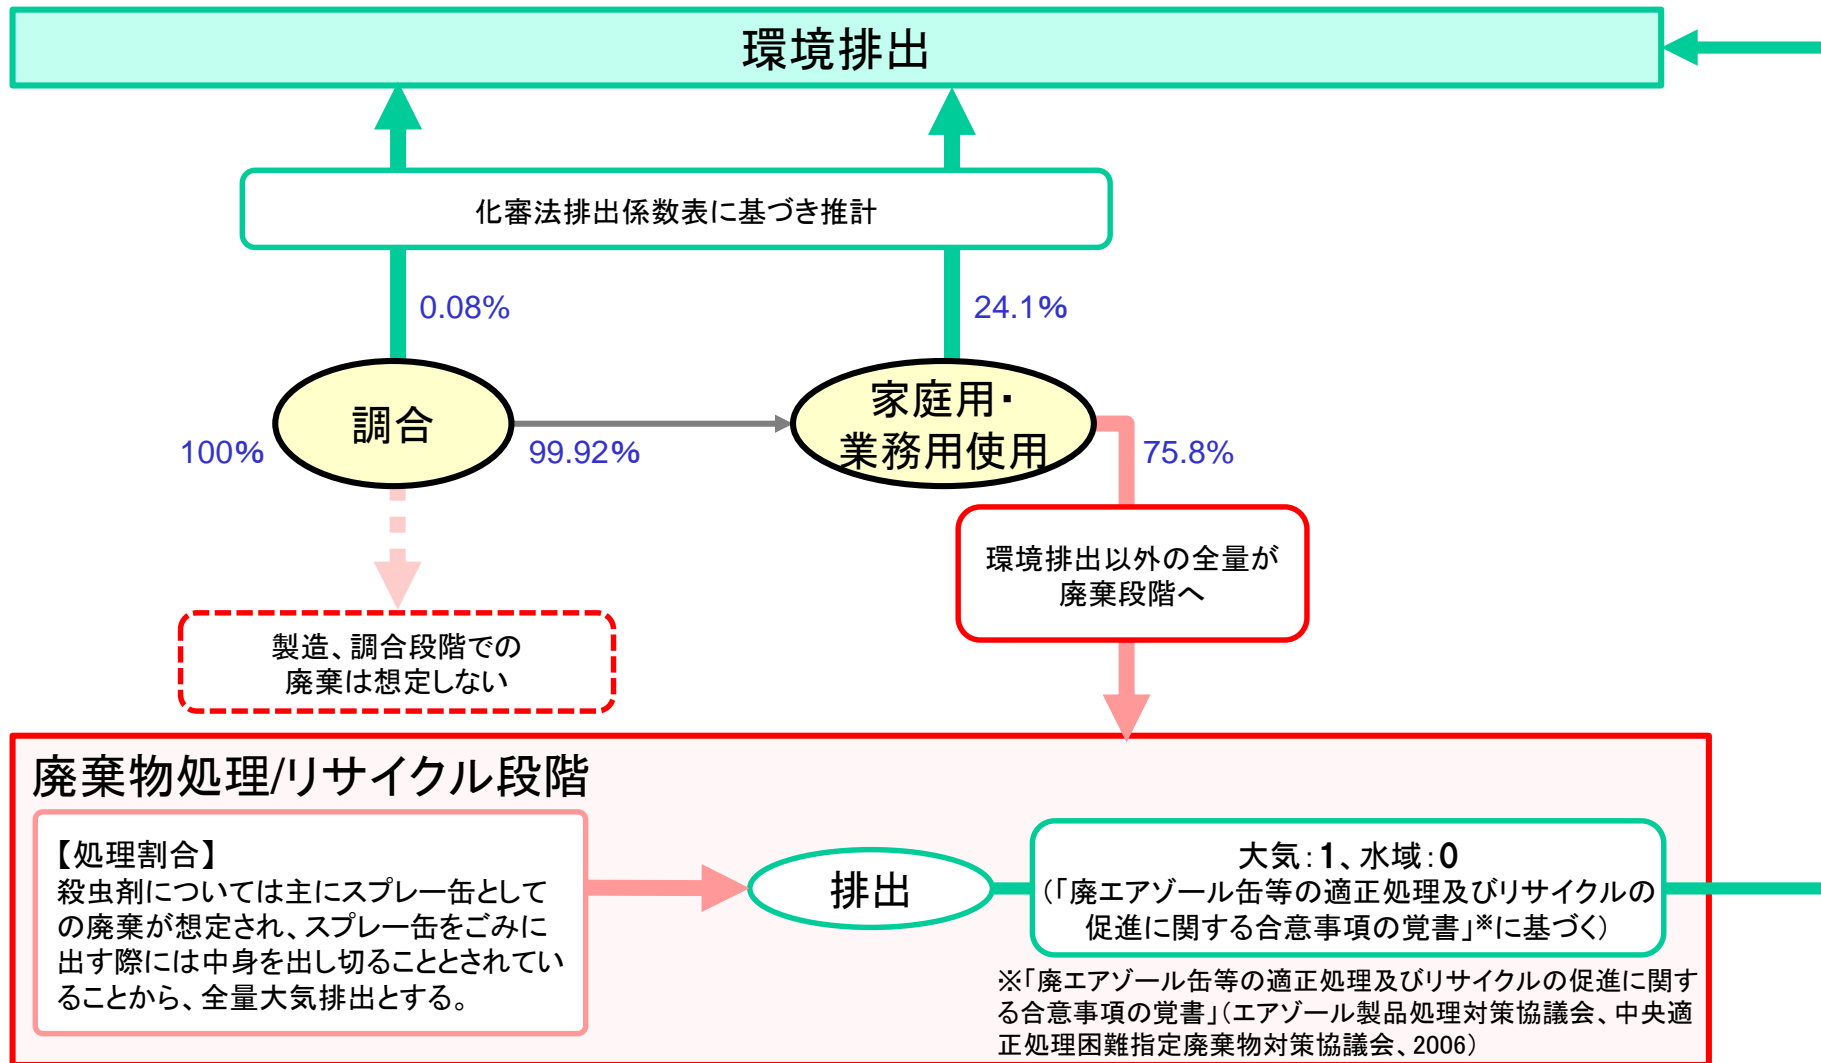 環境排出
化審法排出係数表に基づき推計
0.08%
24.1%
調合
家庭用・
業務用使用
100%
99.92%
75.8%
環境排出以外の全量が
廃棄段階へ
製造、調合段階での
廃棄は想定しない
廃棄物処理/リサイクル段階
【処理割合】
殺虫剤については主にスプレー缶として
の廃棄が想定され、スプレー缶をごみに
出す際には中身を出し切ることとされてい
ることから、全量大気排出とする。
排出
大気：1、水域：0
（「廃エアゾール缶等の適正処理及びリサイクルの
促進に関する合意事項の覚書」※に基づく）
※「廃エアゾール缶等の適正処理及びリサイクルの促進に関す
る合意事項の覚書」（エアゾール製品処理対策協議会、中央適
正処理困難指定廃棄物対策協議会、2006）